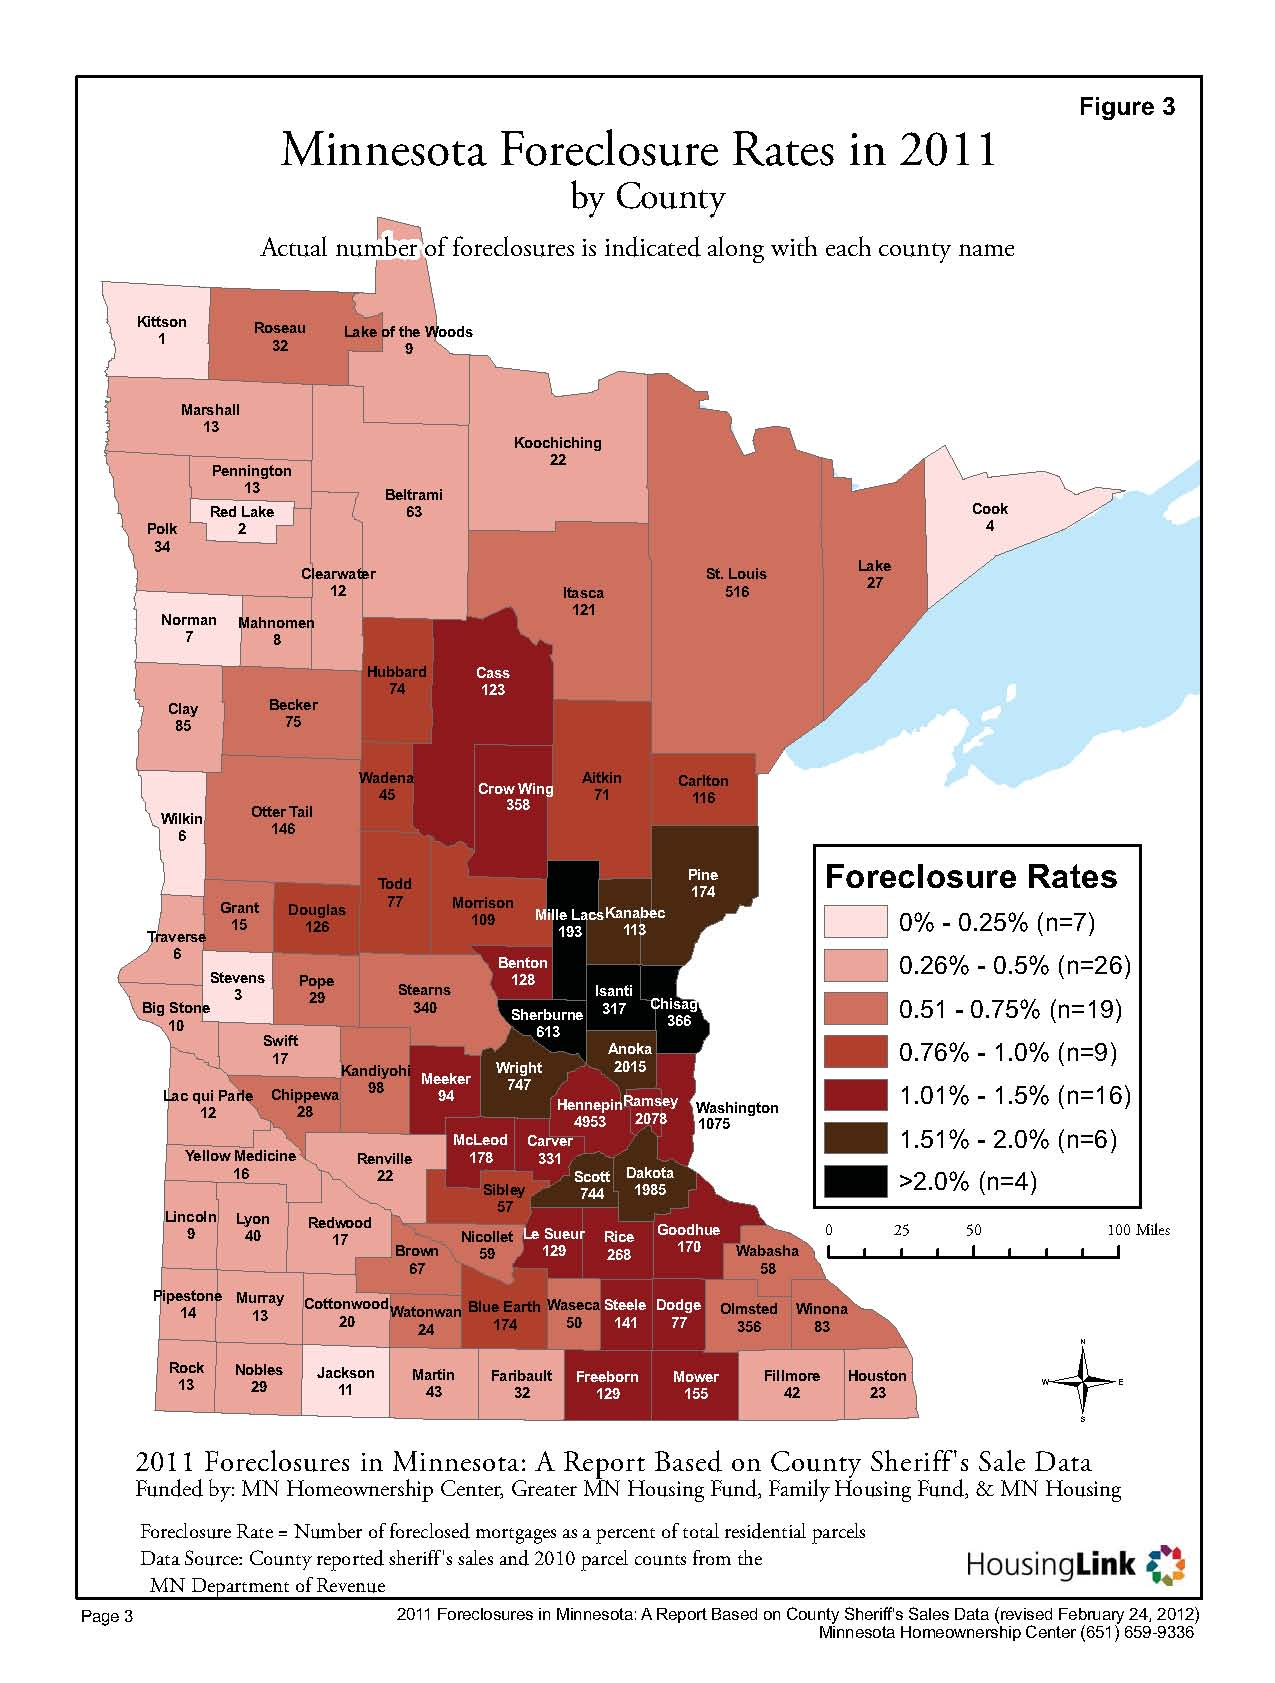 Figure 3
Minnesota Foreclosure Rates in 2011
by County
Actual number of foreclosures is indicated along with each county name
Kittson
1
Roseau
32
Lake of the Woods
9
Marshall
13
Koochiching
22
Pennington
13
Beltrami
63
Red Lake
2
Polk
34
Cook
4
Clearwater
12
St. Louis
516
Lake
27
Itasca
121
Norman
7
Mahnomen
8
Hubbard
74
Cass
123
Clay
85
Becker
75
Wadena
45
Crow Wing
358
Aitkin
71
Carlton
116
Wilkin
6
Otter Tail
146
Pine
174
Todd
77
Morrison
109
Mille Lacs
193
Kanabec
113
Grant
15
Douglas
126
Traverse
6
Benton
128
Stevens
3
Pope
29
Stearns
340
Isanti
317
Chisag
366
Big Stone
10
Sherburne
613
Swift
17
Anoka
2015
Kandiyohi
98
Meeker
94
Wright
747
Lac qui Parle
12
Chippewa
28
Hennepin
4953
Ramsey
2078
Washington
1075
McLeod
178
Carver
331
Yellow Medicine
16
Renville
22
Scott
744
Dakota
1985
Sibley
57
Lincoln
9
Lyon
40
Redwood
17
Nicollet
59
Le Sueur
129
Rice
268
Goodhue
170
Brown
67
Wabasha
58
Pipestone
14
Murray
13
Cottonwood
20
Watonwan
24
Blue Earth
174
Waseca
50
Steele
141
Dodge
77
Olmsted
356
Winona
83
Rock
13
Nobles
29
Jackson
11
Martin
43
Faribault
32
Freeborn
129
Mower
155
Fillmore
42
Houston
23
Foreclosure Rates
0% - 0.25% (n=7)
0.26% - 0.5% (n=26)
0.51 - 0.75% (n=19)
0.76% - 1.0% (n=9)
1.01% - 1.5% (n=16)
1.51% - 2.0% (n=6)
>2.0% (n=4)
0 25 50 100 Miles
N
W E
S
2011 Foreclosures in Minnesota: A Report Based on County Sheriff's Sale Data
Funded by: MN Homeownership Center, Greater MN Housing Fund, Family Housing Fund, & MN Housing
Foreclosure Rate = Number of foreclosed mortgages as a percent of total residential parcels
Data Source: County reported sheriff's sales and 2010 parcel counts from the
MN Department of Revenue
HousingLink
Page 3
2011 Foreclosures in Minnesota: A Report Based on County Sheriff's Sales Data (revised February 24, 2012)
Minnesota Homeownership Center (651) 659-9336